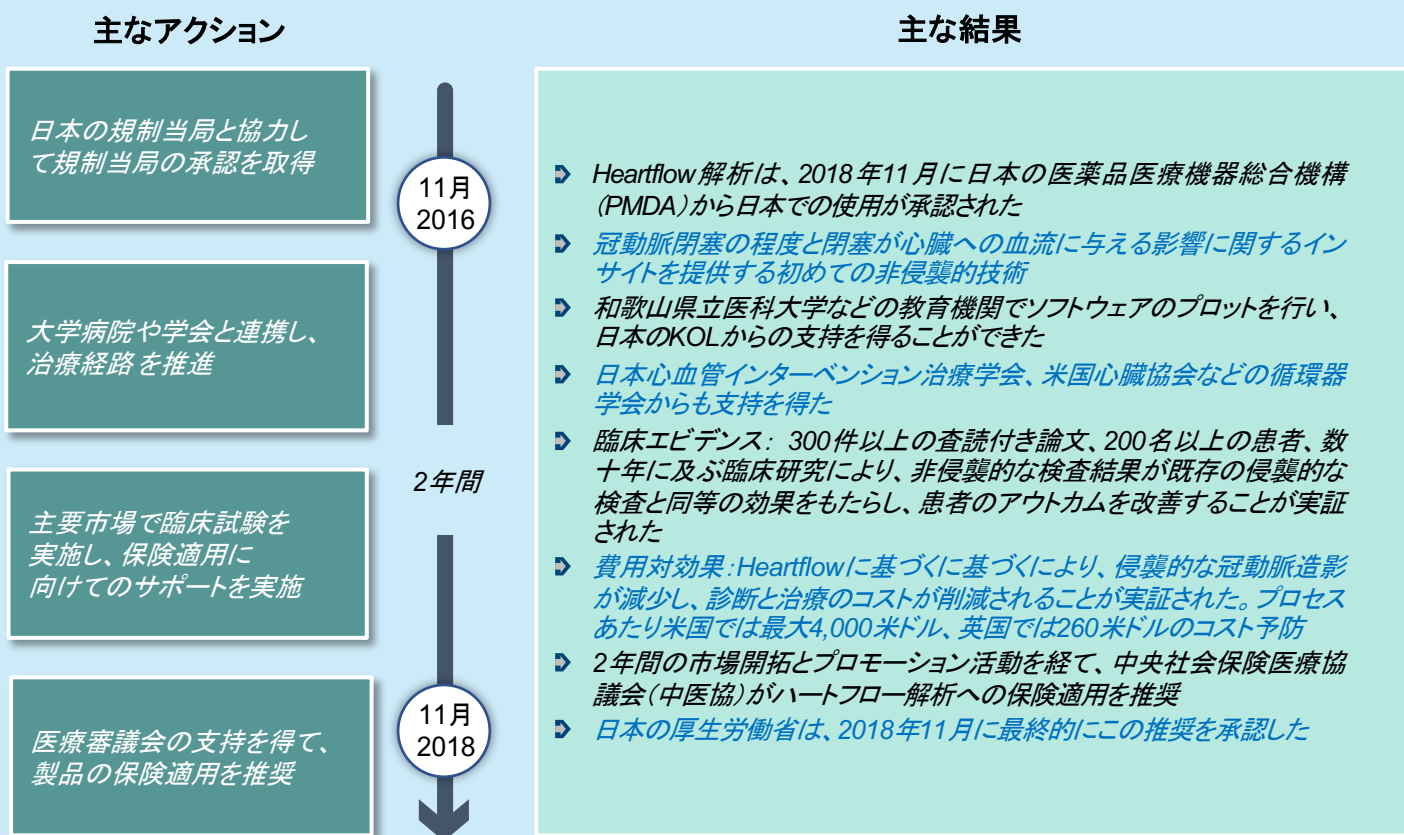 主なアクション
主な結果
日本の規制当局と協力し
て規制当局の承認を取得
大学病院や学会と連携し、
治療経路を推進
主要市場で臨床試験を
実施し、保険適用に
向けてのサポートを実施
医療審議会の支持を得て、
製品の保険適用を推奨
11月
2016
2年間
11月
2018
Heartflow解析は、2018年11月に日本の医薬品医療機器総合機構
（PMDA）から日本での使用が承認された
冠動脈閉塞の程度と閉塞が心臓への血流に与える影響に関するイン
サイトを提供する初めての非侵襲的技術
和歌山県立医科大学などの教育機関でソフトウェアのプロットを行い、
日本のKOLからの支持を得ることができた
日本心血管インターベンション治療学会、米国心臓協会などの循環器
学会からも支持を得た
臨床エビデンス： 300件以上の査読付き論文、200名以上の患者、数
十年に及ぶ臨床研究により、非侵襲的な検査結果が既存の侵襲的な
検査と同等の効果をもたらし、患者のアウトカムを改善することが実証
された
費用対効果：Heartflowに基づくに基づくにより、侵襲的な冠動脈造影
が減少し、診断と治療のコストが削減されることが実証された。プロセス
あたり米国では最大4,000米ドル、英国では260米ドルのコスト予防
2年間の市場開拓とプロモーション活動を経て、中央社会保険医療協
議会（中医協）がハートフロー解析への保険適用を推奨
日本の厚生労働省は、2018年11月に最終的にこの推奨を承認した